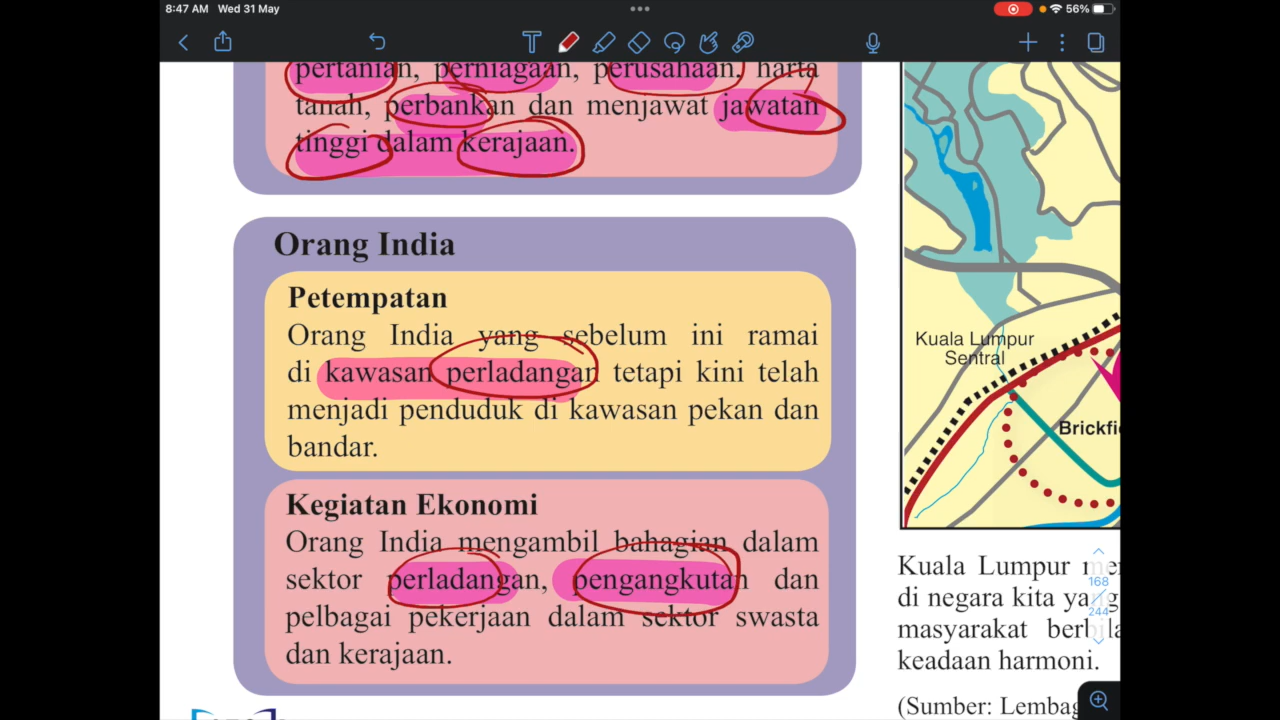 8:47 AM Wed 31 May
56%
pertanian, perniagaan, perusahaan, harta
tanah, perbankan dan menjawat jawatan
tinggi dalam kerajaan.
Orang India
Petempatan
Orang India yang sebelum ini ramai
di kawasan perladangan tetapi kini telah
menjadi penduduk di kawasan pekan dan
bandar.
Kegiatan Ekonomi
Orang India mengambil bahagian dalam
sektor perladangan, pengangkutan dan
pelbagai pekerjaan dalam sektor swasta
dan kerajaan.
Kuala Lumpur
Sentral
Brickfi
Kuala Lumpur
di negara kita
masyarakat
keadaan harmoni.
(Sumber: Lembag
168
244